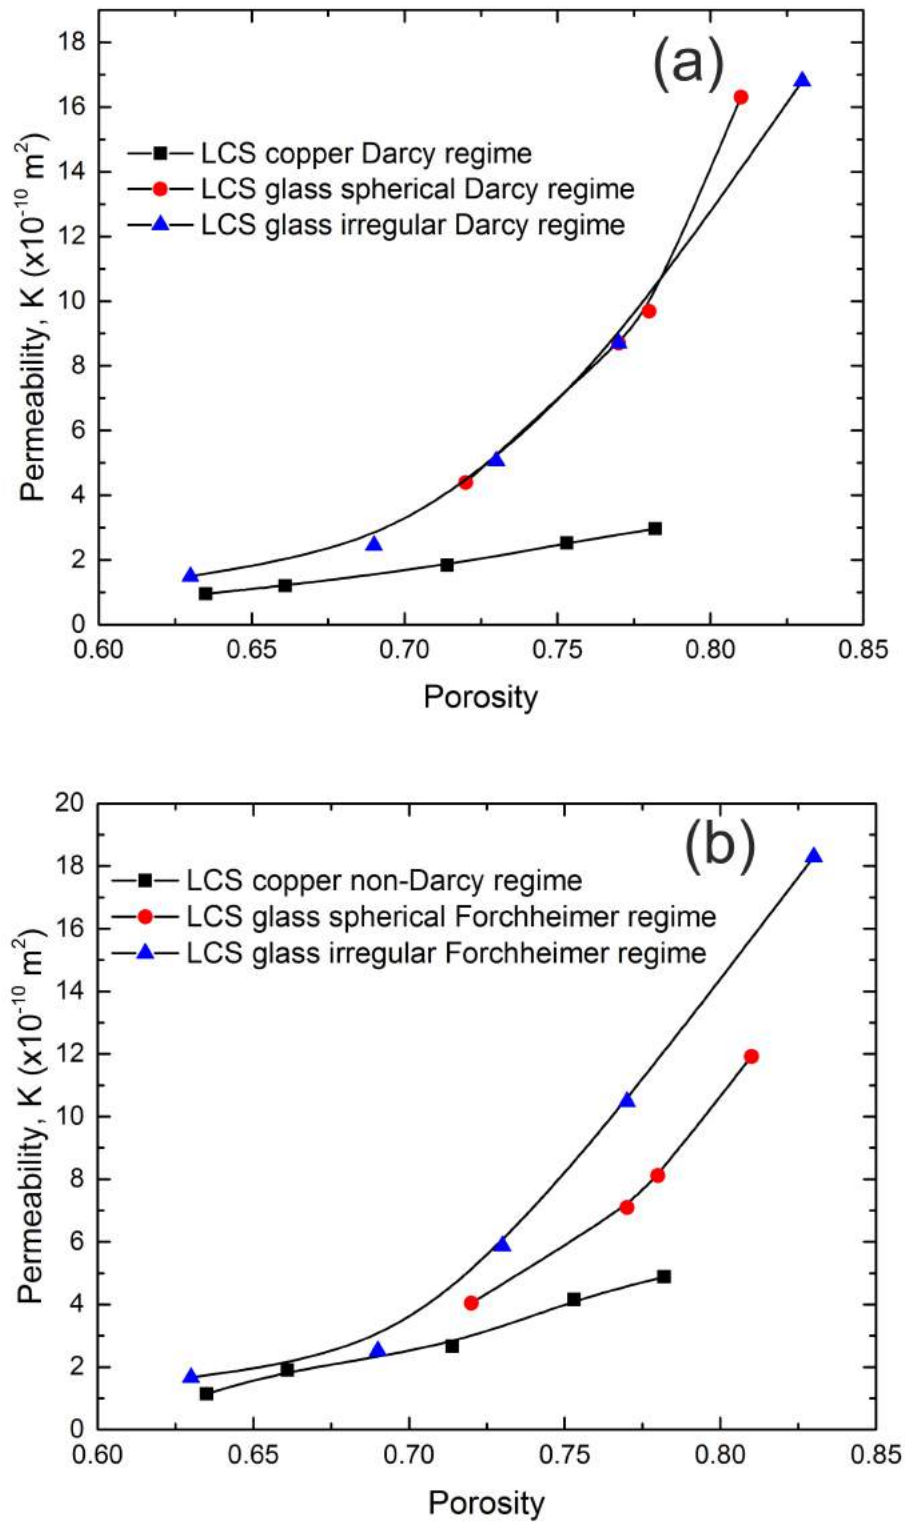 (a)
18
16
14
12
10
8
6
4
2
0
Permeability, K (x10⁻¹⁰ m²)
LCS copper Darcy regime
LCS glass spherical Darcy regime
LCS glass irregular Darcy regime
0.60 0.65 0.70 0.75 0.80 0.85
Porosity
(b)
20
18
16
14
12
10
8
6
4
2
0
Permeability, K (x10⁻¹⁰ m²)
LCS copper non-Darcy regime
LCS glass spherical Forchheimer regime
LCS glass irregular Forchheimer regime
0.60 0.65 0.70 0.75 0.80 0.85
Porosity